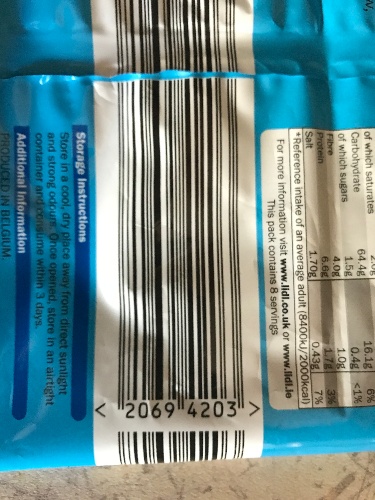 of which saturates 2.0g
Carbohydrate 64.4g 16.1g 6%
of which sugars 1.5g 0.4g <1%
Fibre 4.0g 1.0g
Protein 6.6g 1.7g 3%
Salt 1.70g 0.43g 7%
*Reference intake of an average adult (8400kJ/2000kcal)
For more information visit www.lidl.co.uk or www.lidl.ie
This pack contains 8 servings
< 2069 4203 >
Storage Instructions
Store in a cool, dry place away from direct sunlight
and strong odours. Once opened, store in an airtight
container and consume within 3 days.
Additional Information
PRODUCED IN BELGIUM